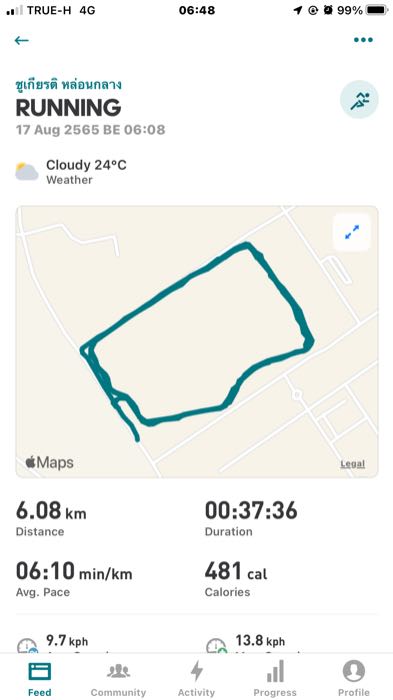 TRUE-H 4G
06:48
99%
ชูเกียรติ หล่อนกลาง
RUNNING
17 Aug 2565 BE 06:08
Cloudy 24°C
Weather
Maps
Legal
6.08 km
Distance
00:37:36
Duration
06:10 min/km
Avg. Pace
481 cal
Calories
9.7 kph
13.8 kph
Feed
Community
Activity
Progress
Profile